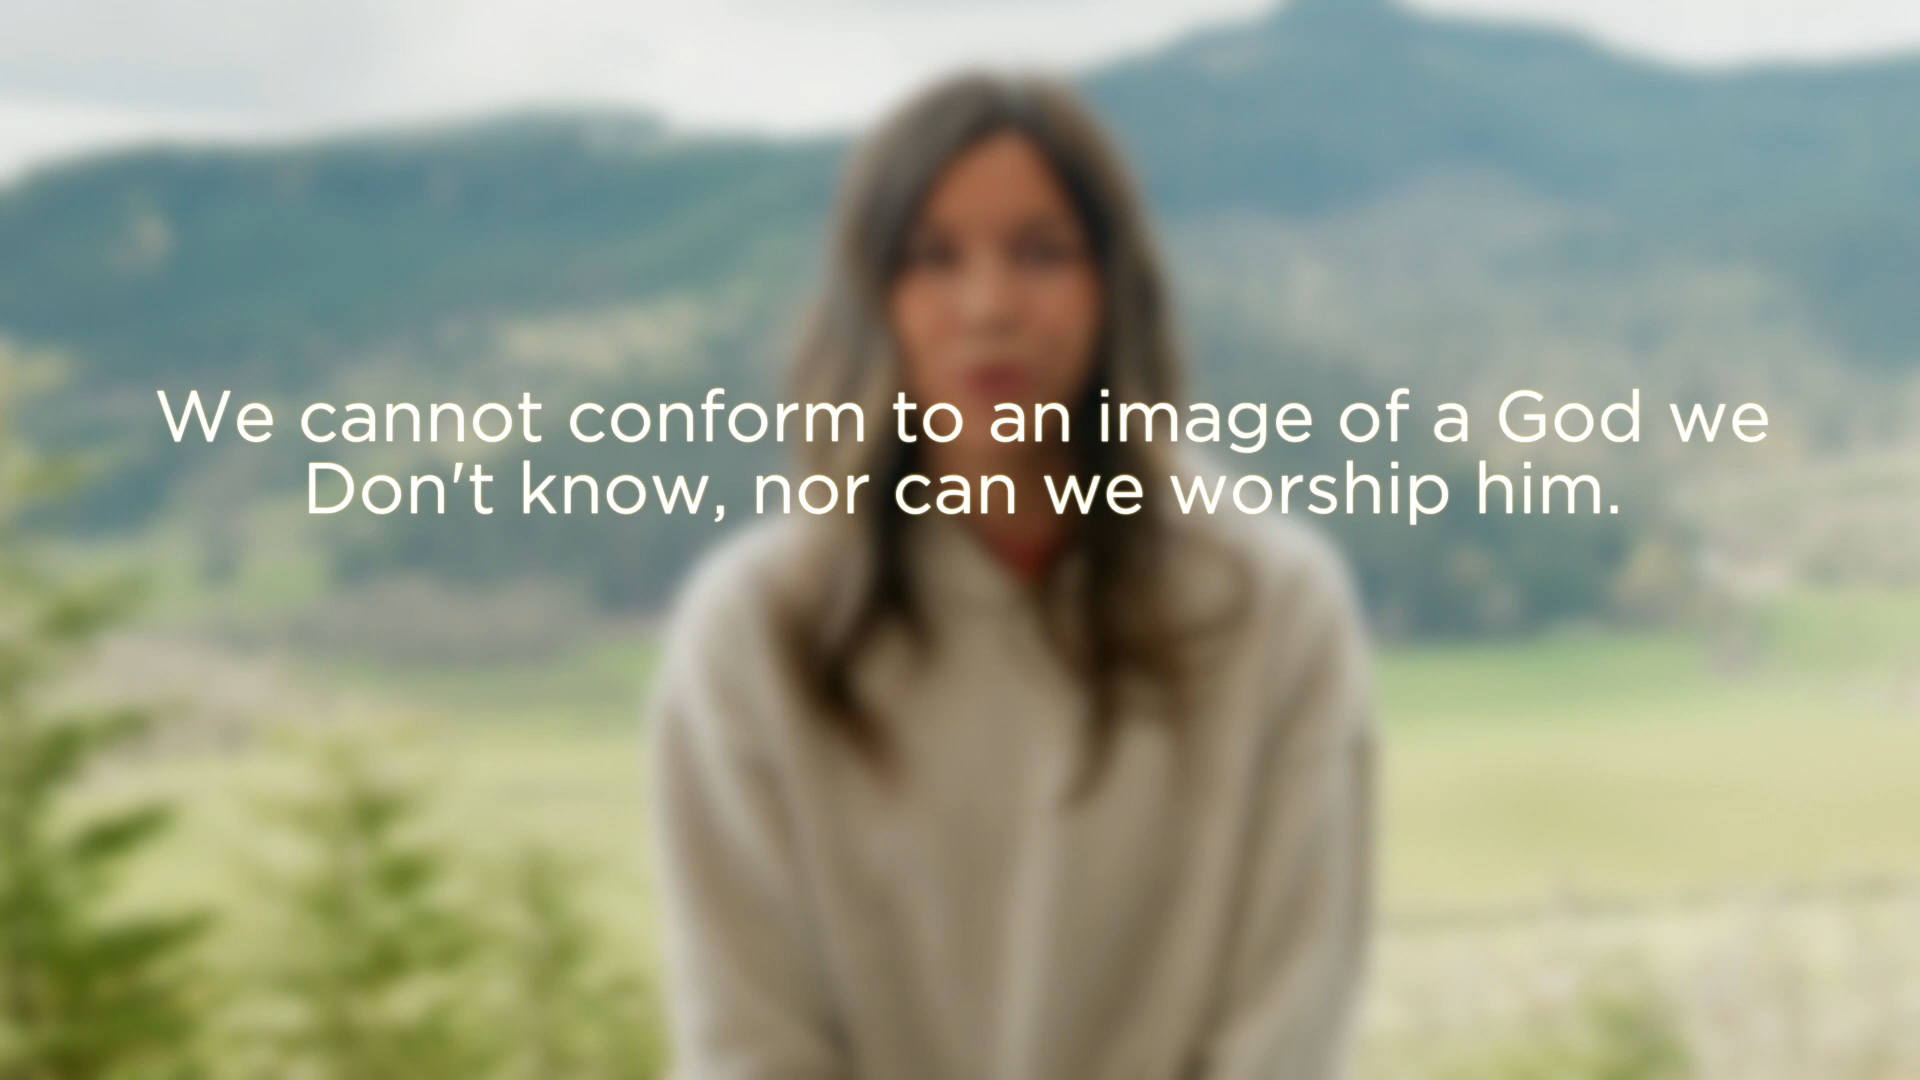 We cannot conform to an image of a God we
Don't know, nor can we worship him.